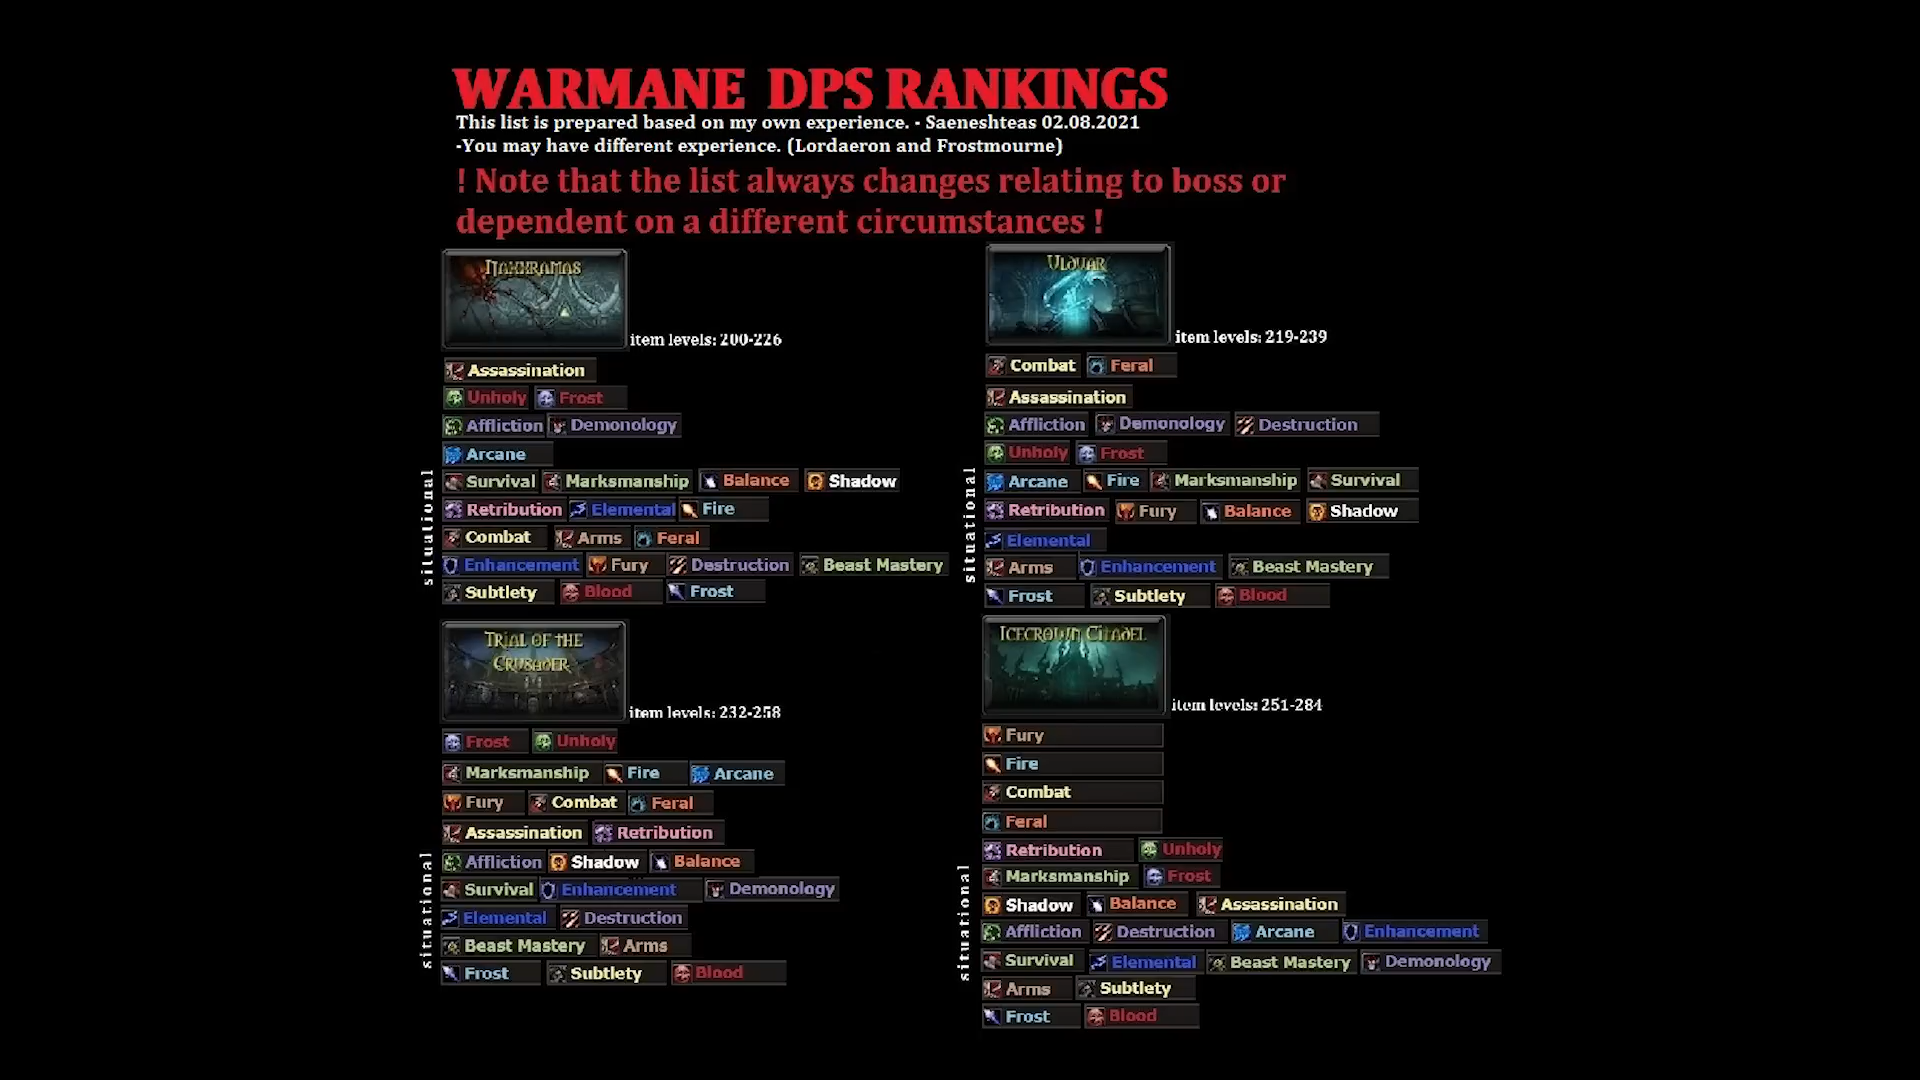 WARMANE DPS RANKINGS
This list is prepared based on my own experience. - Saeneshteas 02.08.2021
-You may have different experience. (Lordaeron and Frostmourne)
! Note that the list always changes relating to boss or
dependent on a different circumstances !
Naxxramas
item levels: 200-226
Assassination
Unholy Frost
Affliction Demonology
Arcane
situational
Survival Marksmanship Balance Shadow
Retribution Elemental Fire
Combat Arms Feral
Enhancement Fury Destruction Beast Mastery
Subtlety Blood Frost
Ulduar
item levels: 219-239
Combat Feral
Assassination
Affliction Demonology Destruction
Unholy Frost
situational
Arcane Fire Marksmanship Survival
Retribution Fury Balance Shadow
Elemental
Arms Enhancement Beast Mastery
Frost Subtlety Blood
Trial of the
Crusader
item levels: 232-258
Frost Unholy
Marksmanship Fire Arcane
Fury Combat Feral
Assassination Retribution
situational
Affliction Shadow Balance
Survival Enhancement Demonology
Elemental Destruction
Beast Mastery Arms
Frost Subtlety Blood
Icecrown Citadel
item levels: 251-284
Fury
Fire
Combat
Feral
Retribution Unholy
situational
Marksmanship Frost
Shadow Balance Assassination
Affliction Destruction Arcane Enhancement
Survival Elemental Beast Mastery Demonology
Arms Subtlety
Frost Blood